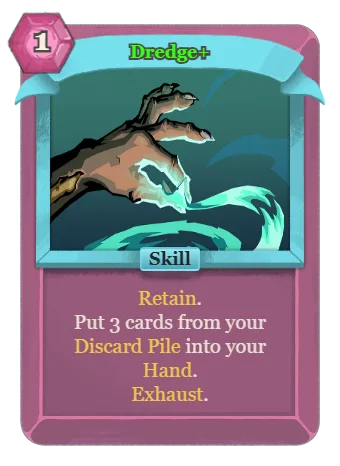 1
Dredge+
Skill
Retain.
Put 3 cards from your
Discard Pile into your
Hand.
Exhaust.